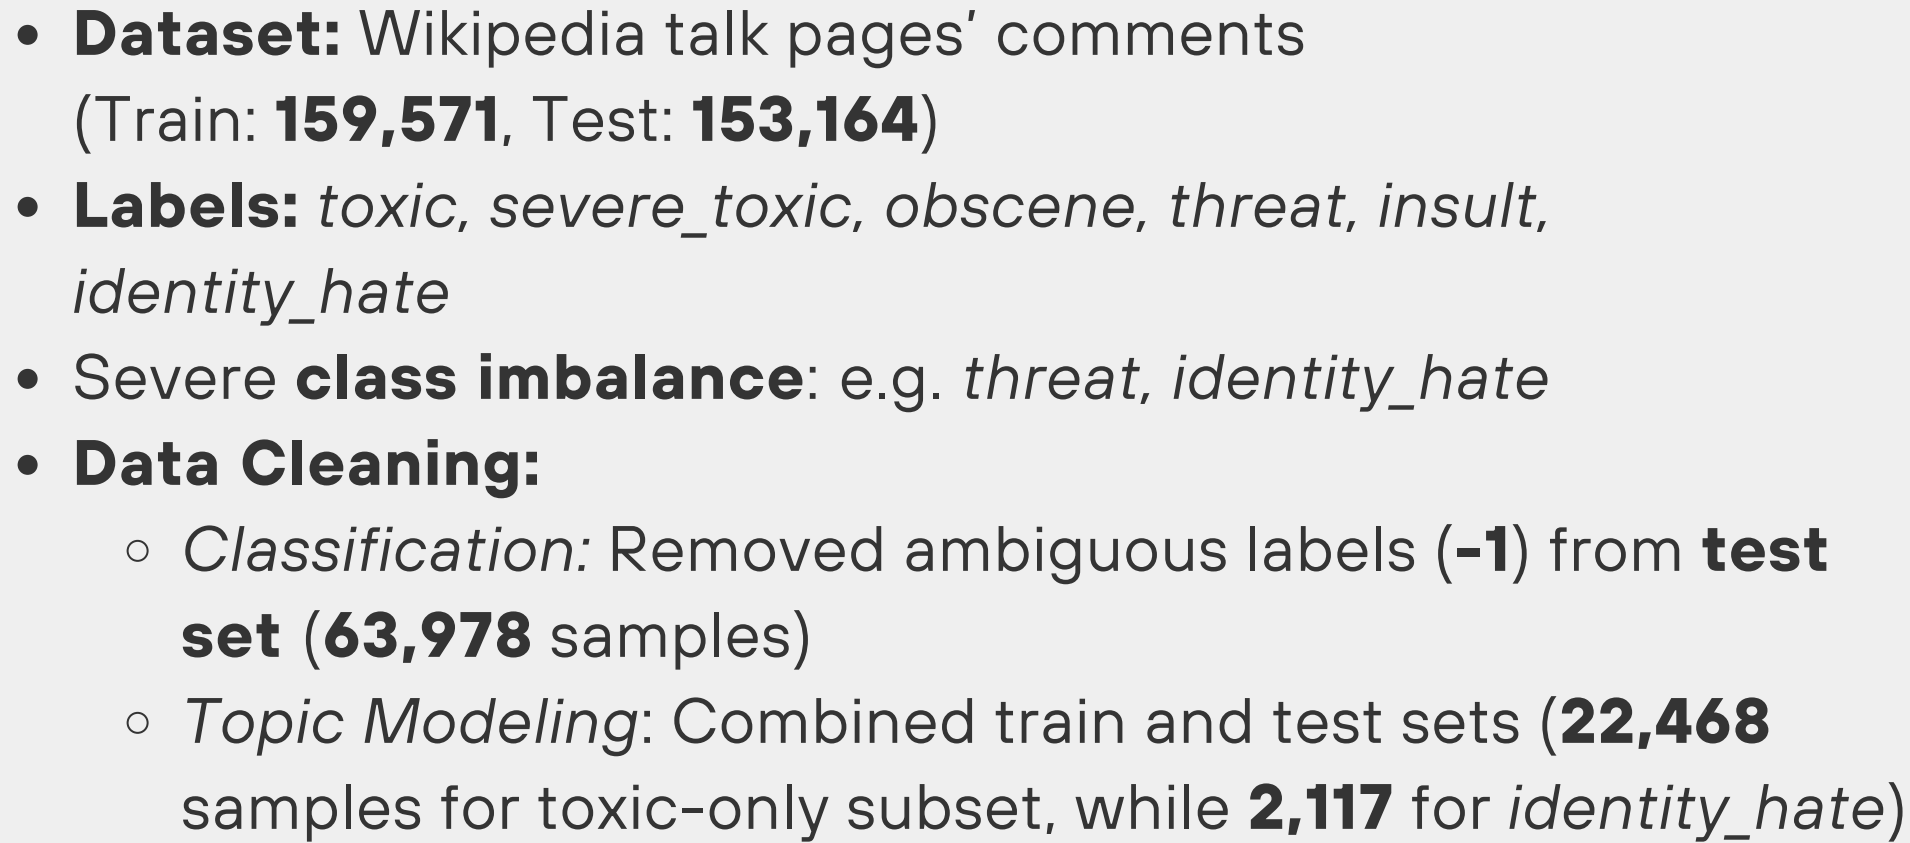 • Dataset: Wikipedia talk pages’ comments
(Train: 159,571, Test: 153,164)
• Labels: toxic, severe_toxic, obscene, threat, insult,
identity_hate
• Severe class imbalance: e.g. threat, identity_hate
• Data Cleaning:
◦ Classification: Removed ambiguous labels (-1) from test
set (63,978 samples)
◦ Topic Modeling: Combined train and test sets (22,468
samples for toxic-only subset, while 2,117 for identity_hate)